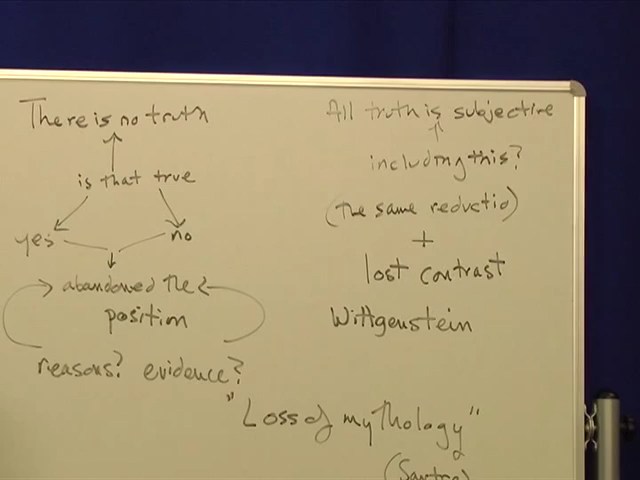 There is no truth
is that true
yes
no
abandoned the
position
reasons? evidence?
All truth is subjective
including this?
(the same reductio)
+
lost contrast
Wittgenstein
"Loss of mythology"
(Sartre)